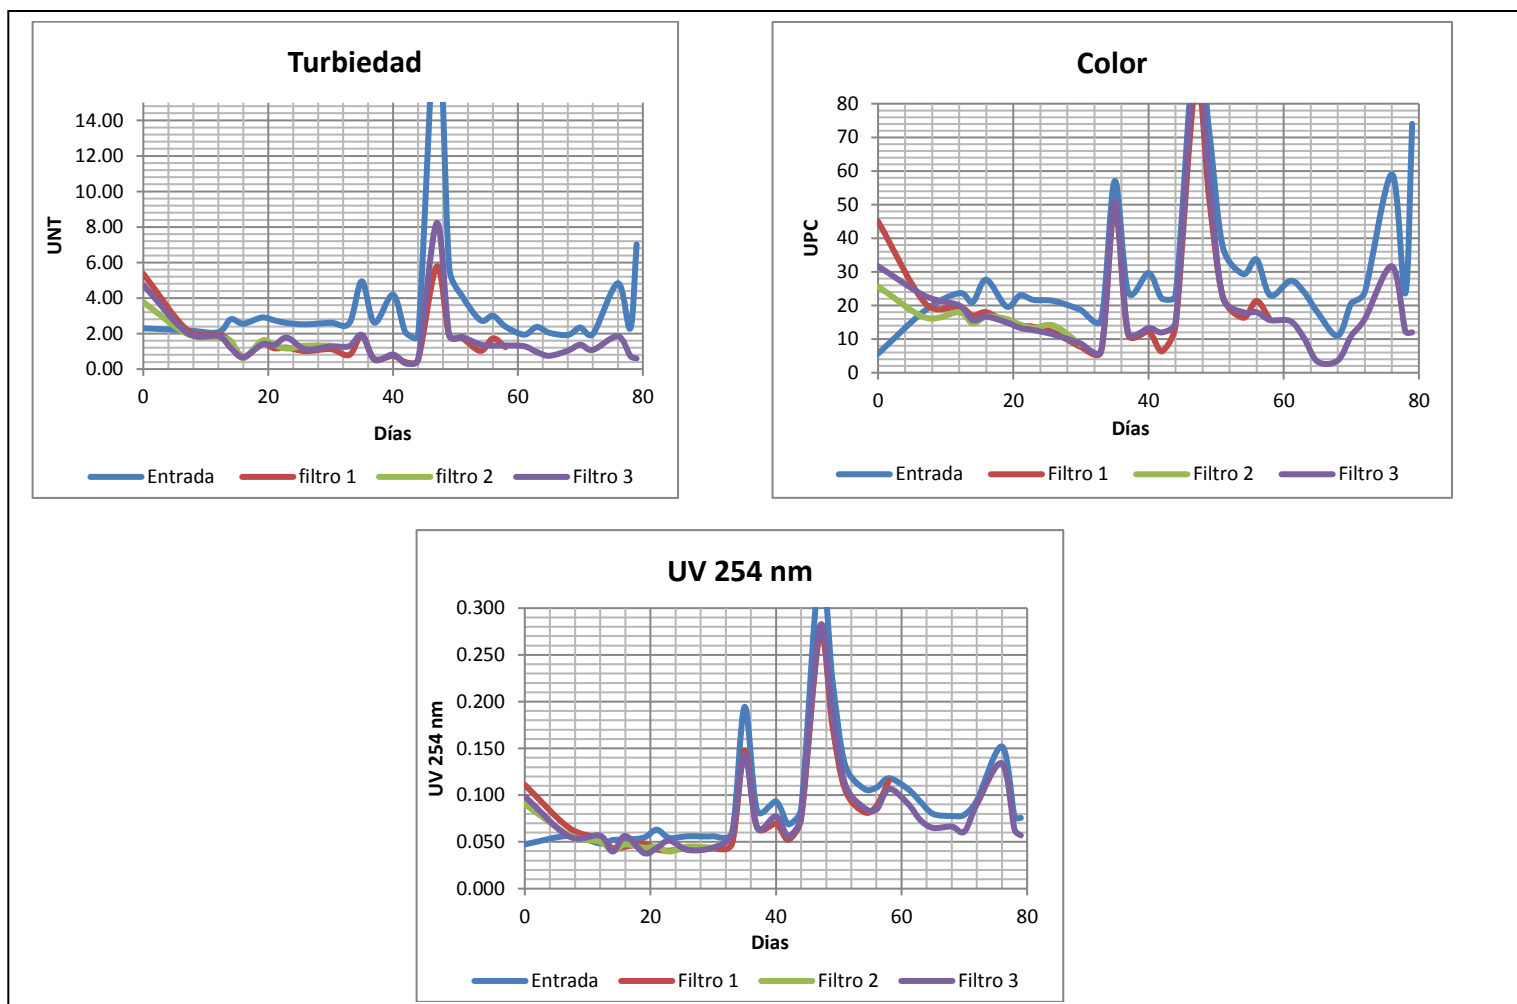 Turbiedad
14.00
12.00
10.00
8.00
6.00
4.00
2.00
0.00
UNT
0 20 40 60 80
Días
Entrada filtro 1 filtro 2 Filtro 3
Color
80
70
60
50
40
30
20
10
0
UPC
0 20 40 60 80
Días
Entrada Filtro 1 Filtro 2 Filtro 3
UV 254 nm
0.300
0.250
0.200
0.150
0.100
0.050
0.000
UV 254 nm
0 20 40 60 80
Dias
Entrada Filtro 1 Filtro 2 Filtro 3